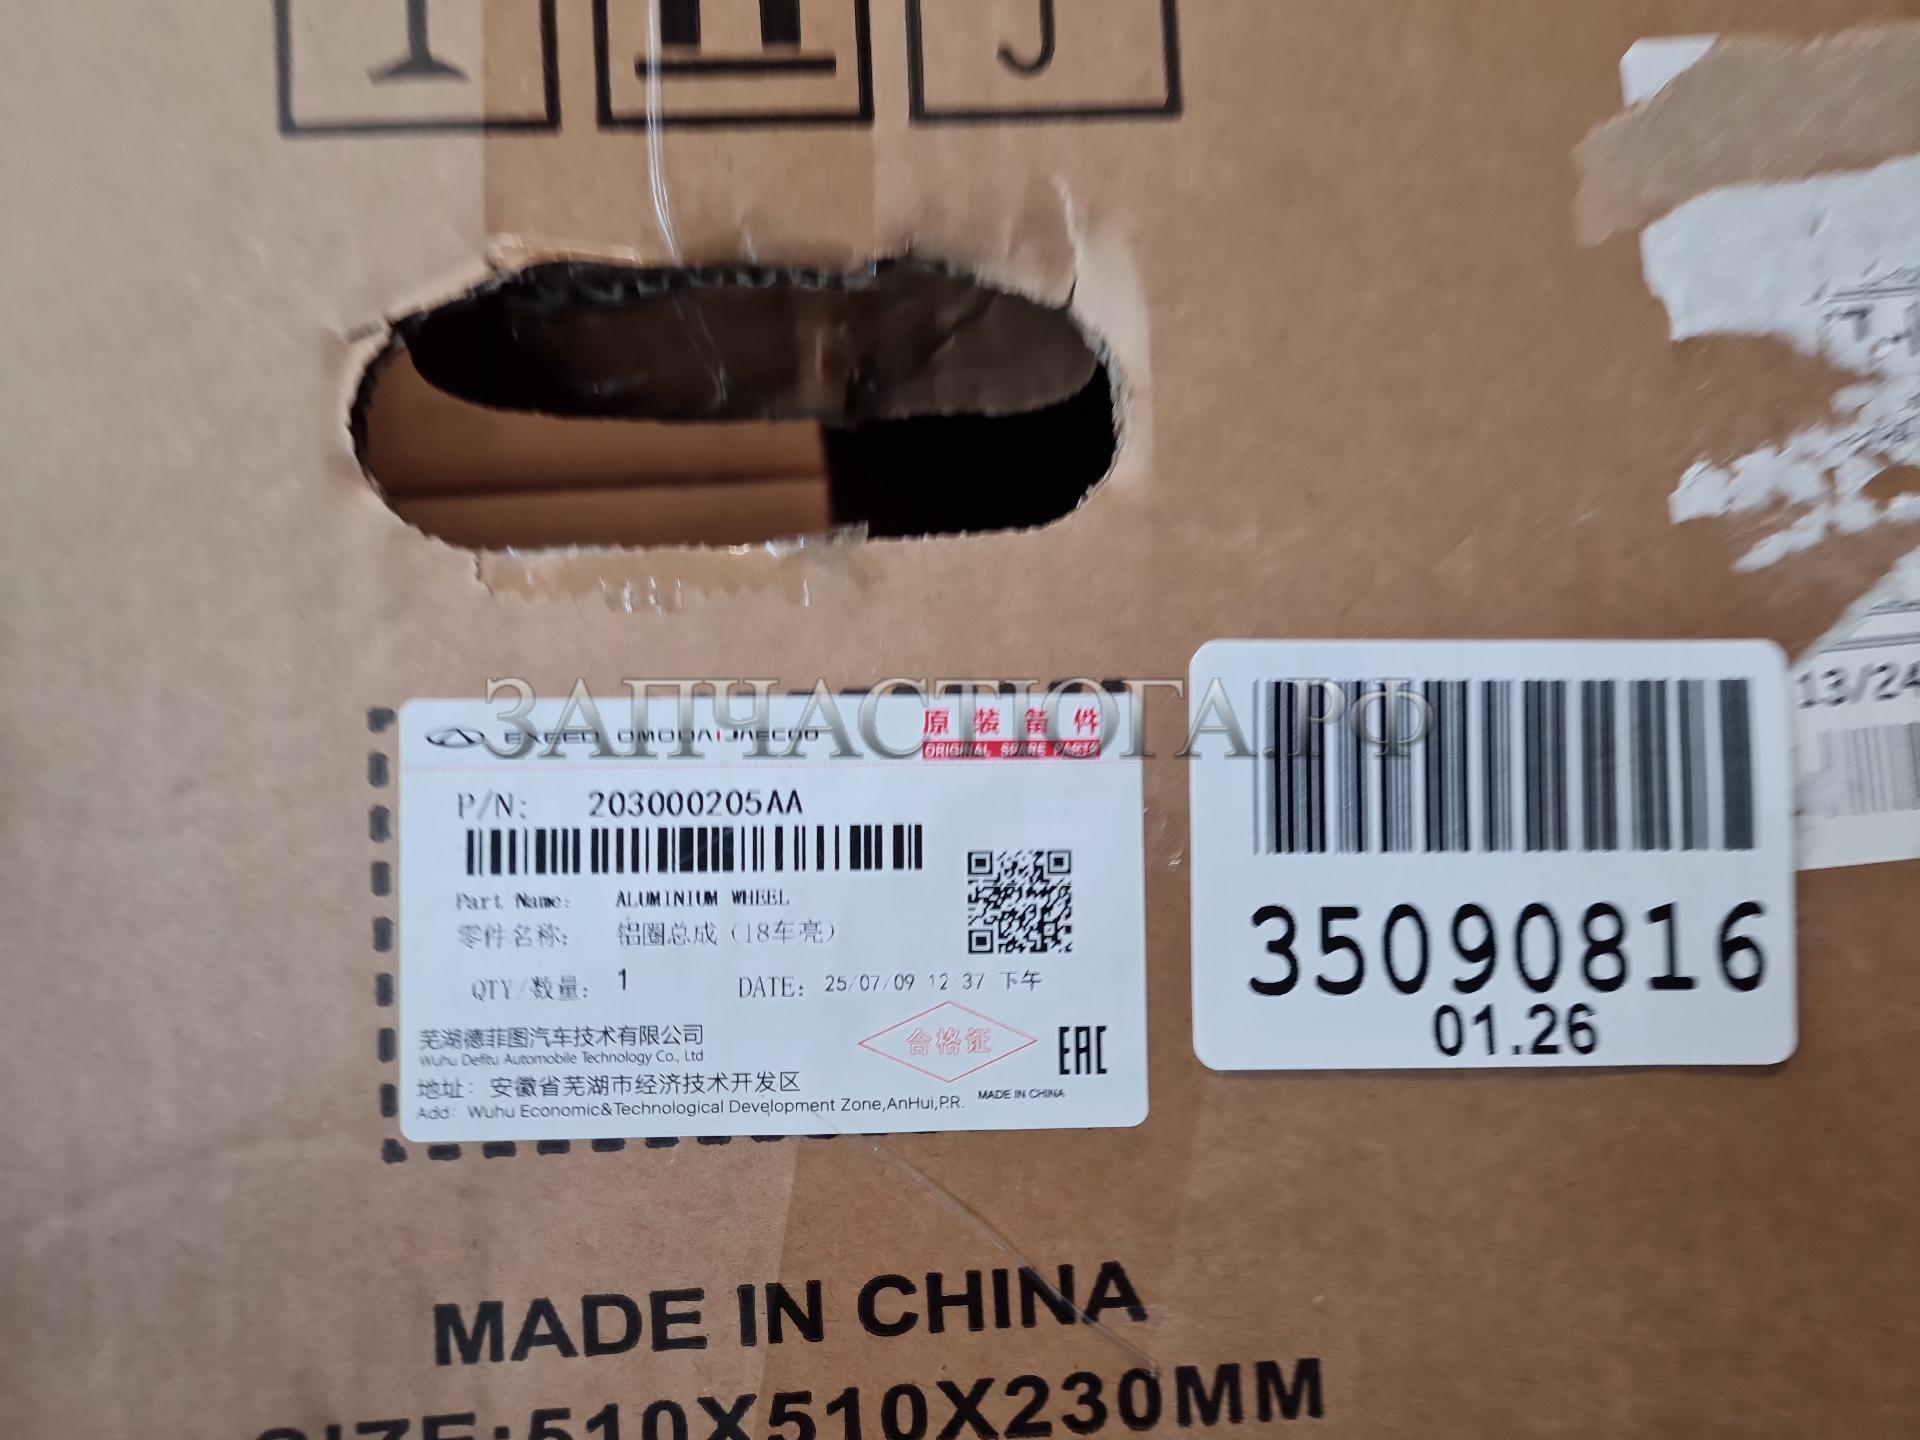 ЗАПЧАСТЮГА.РФ
EXEED OMODA|JAECOO
原装备件
ORIGINAL SPARE PARTS
P/N: 203000205AA
Part Name: ALUMINIUM WHEEL
零件名称: 铝圈总成（18车亮）
QTY/数量: 1 DATE: 25/07/09 12:37 下午
芜湖德菲图汽车技术有限公司
Wuhu Defitu Automobile Technology Co., Ltd
合格证
EAC
地址: 安徽省芜湖市经济技术开发区
Add: Wuhu Economic&Technological Development Zone,AnHui,P.R.
MADE IN CHINA
35090816
01.26
13/24
MADE IN CHINA
SIZE:510X510X230MM